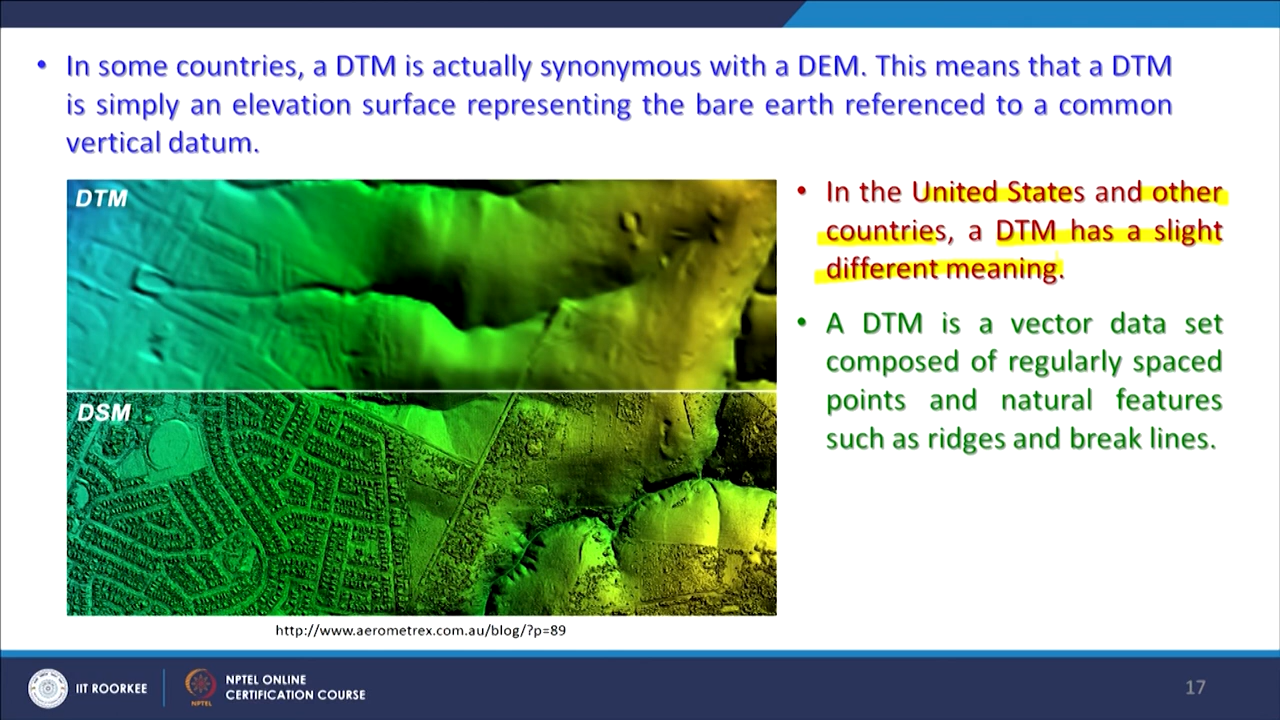 • In some countries, a DTM is actually synonymous with a DEM. This means that a DTM
is simply an elevation surface representing the bare earth referenced to a common
vertical datum.
DTM
DSM
http://www.aerometrex.com.au/blog/?p=89
• In the United States and other
countries, a DTM has a slight
different meaning.
• A DTM is a vector data set
composed of regularly spaced
points and natural features
such as ridges and break lines.
IIT ROORKEE
NPTEL
NPTEL ONLINE
CERTIFICATION COURSE
17